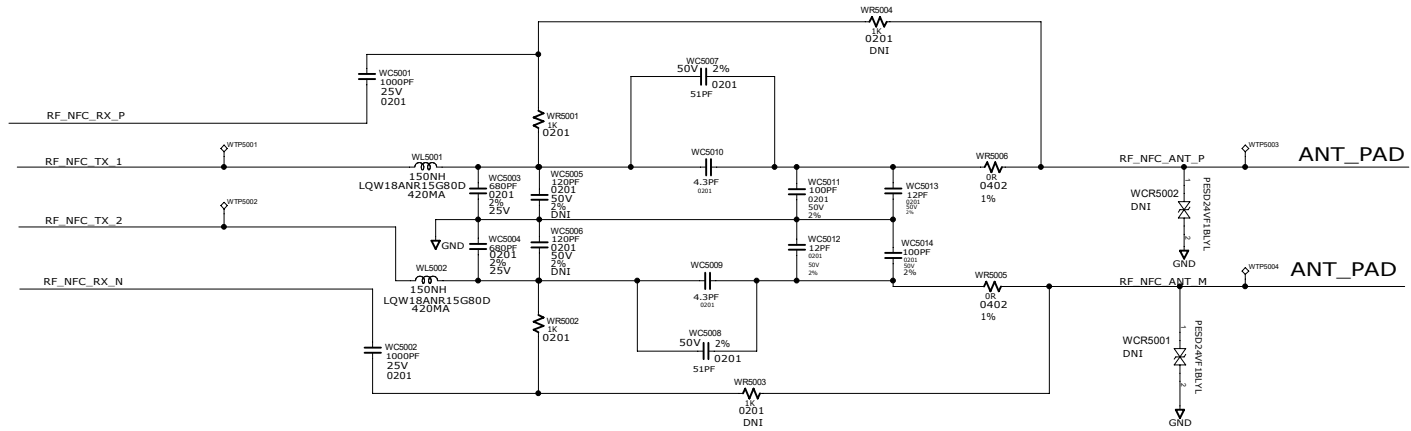 WR5004
1K
0201
DNI
WC5001
1000PF
25V
0201
WC5007
50V 2%
0201
51PF
RF_NFC_RX_P
WR5001
1K
0201
WTP5001
RF_NFC_TX_1
WL5001
150NH
LQW18ANR15G80D
420MA
WC5003
680PF
0201
2%
25V
WC5005
120PF
0201
50V
2%
DNI
WC5010
4.3PF
0201
WC5011
100PF
0201
50V
2%
WC5013
12PF
0201
50V
2%
WR5006
0R
0402
1%
RF_NFC_ANT_P
WTP5003
ANT_PAD
WCR5002
DNI
1
2
PESD24VF1BLYL
GND
WTP5002
RF_NFC_TX_2
GND
WC5004
680PF
0201
2%
25V
WC5006
120PF
0201
50V
2%
DNI
WC5012
12PF
0201
50V
2%
WC5014
100PF
0201
50V
2%
WL5002
150NH
LQW18ANR15G80D
420MA
WC5009
4.3PF
0201
WR5005
0R
0402
1%
RF_NFC_ANT_M
WTP5004
ANT_PAD
RF_NFC_RX_N
WR5002
1K
0201
WC5008
50V 2%
0201
51PF
WC5002
1000PF
25V
0201
WR5003
1K
0201
DNI
WCR5001
DNI
1
2
PESD24VF1BLYL
GND